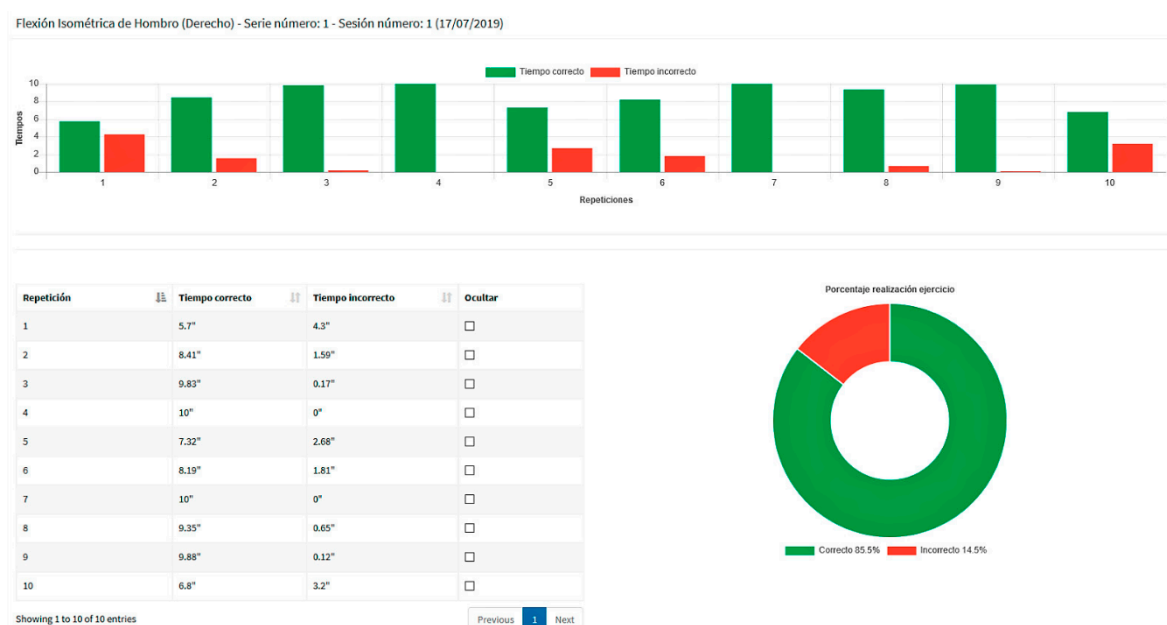 Flexión Isométrica de Hombro (Derecho) - Serie número: 1 - Sesión número: 1 (17/07/2019)
Tiempo correcto Tiempo incorrecto
10
8
6
4
2
0
Tiempos
1 2 3 4 5 6 7 8 9 10
Repeticiones
Repetición Tiempo correcto Tiempo incorrecto Ocultar
1 5.7" 4.3"
2 8.41" 1.59"
3 9.83" 0.17"
4 10" 0"
5 7.32" 2.68"
6 8.19" 1.81"
7 10" 0"
8 9.35" 0.65"
9 9.88" 0.12"
10 6.8" 3.2"
Showing 1 to 10 of 10 entries
Previous 1 Next
Porcentaje realización ejercicio
Correcto 85.5% Incorrecto 14.5%